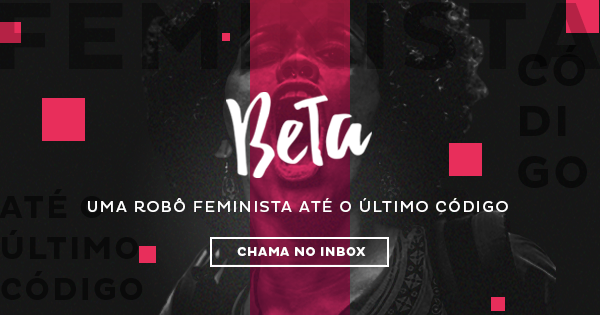 FEMINISTA
CÓ
DI
GO
BeTa
UMA ROBÔ FEMINISTA ATÉ O ÚLTIMO CÓDIGO
ATÉ O
ÚLTIMO
CÓDIGO
CHAMA NO INBOX